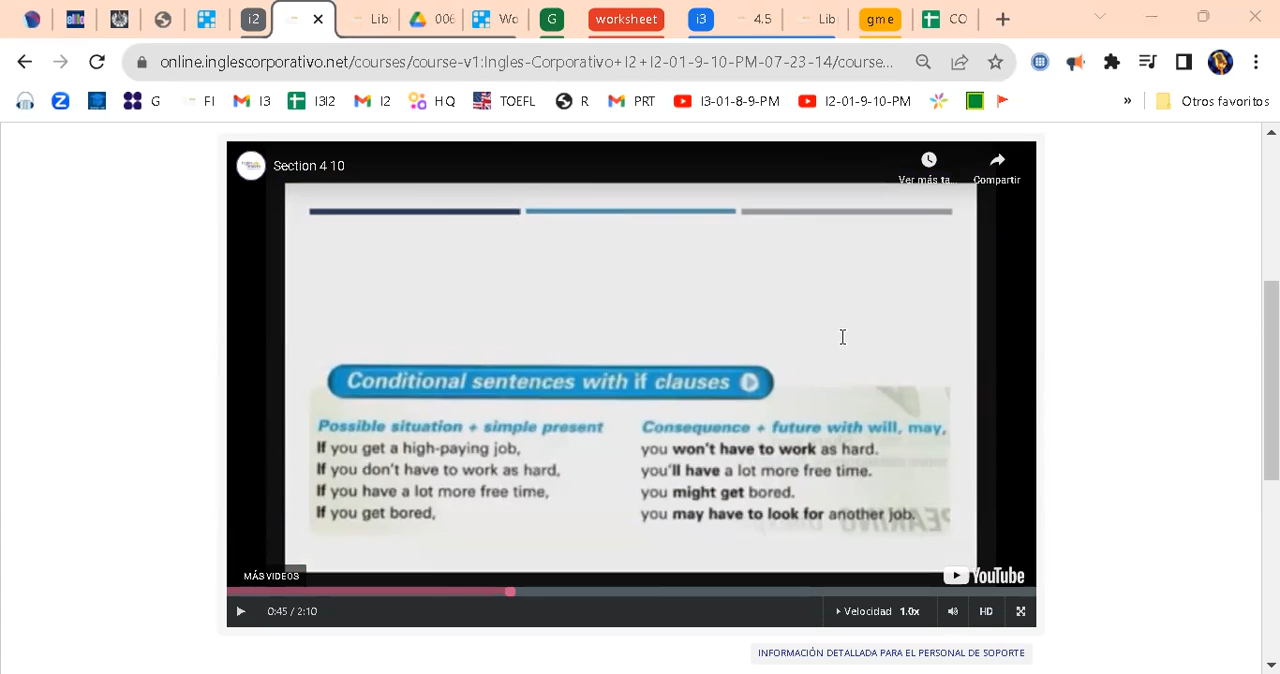 i2
Lib
006
Wo
G
worksheet
i3
4.5
Lib
gme
CO
online.inglescorporativo.net/courses/course-v1:Ingles-Corporativo+I2+I2-01-9-10-PM-07-23-14/course...
G
FI
I3
I3I2
I2
HQ
TOEFL
R
PRT
I3-01-8-9-PM
I2-01-9-10-PM
»
Otros favoritos
Section 4 10
Ver más ta...
Compartir
Conditional sentences with if clauses
Possible situation + simple present
Consequence + future with will, may,
If you get a high-paying job,
you won't have to work as hard.
If you don't have to work as hard,
you'll have a lot more free time.
If you have a lot more free time,
you might get bored.
If you get bored,
you may have to look for another job.
MÁS VIDEOS
YouTube
0:45 / 2:10
Velocidad 1.0x
HD
INFORMACIÓN DETALLADA PARA EL PERSONAL DE SOPORTE